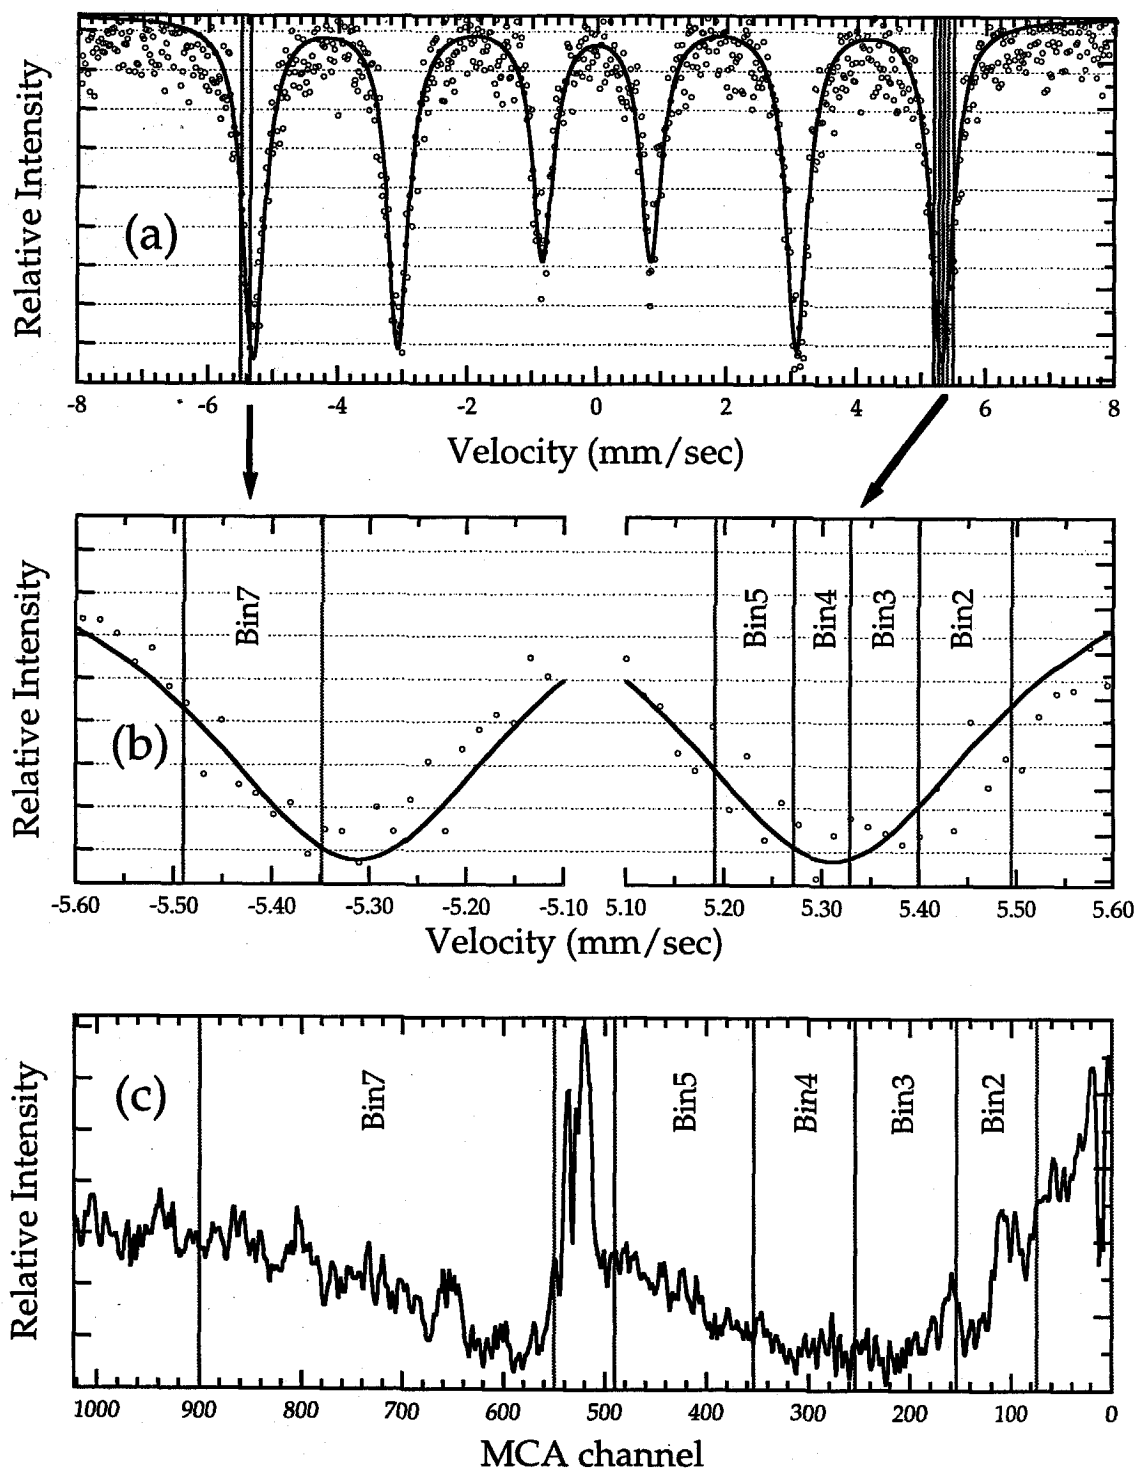 Relative Intensity
(a)
-8 -6 -4 -2 0 2 4 6 8
Velocity (mm/sec)
Relative Intensity
(b)
Bin7
Bin5
Bin4
Bin3
Bin2
-5.60 -5.50 -5.40 -5.30 -5.20 -5.10 5.10 5.20 5.30 5.40 5.50 5.60
Velocity (mm/sec)
Relative Intensity
(c)
Bin7
Bin5
Bin4
Bin3
Bin2
1000 900 800 700 600 500 400 300 200 100 0
MCA channel